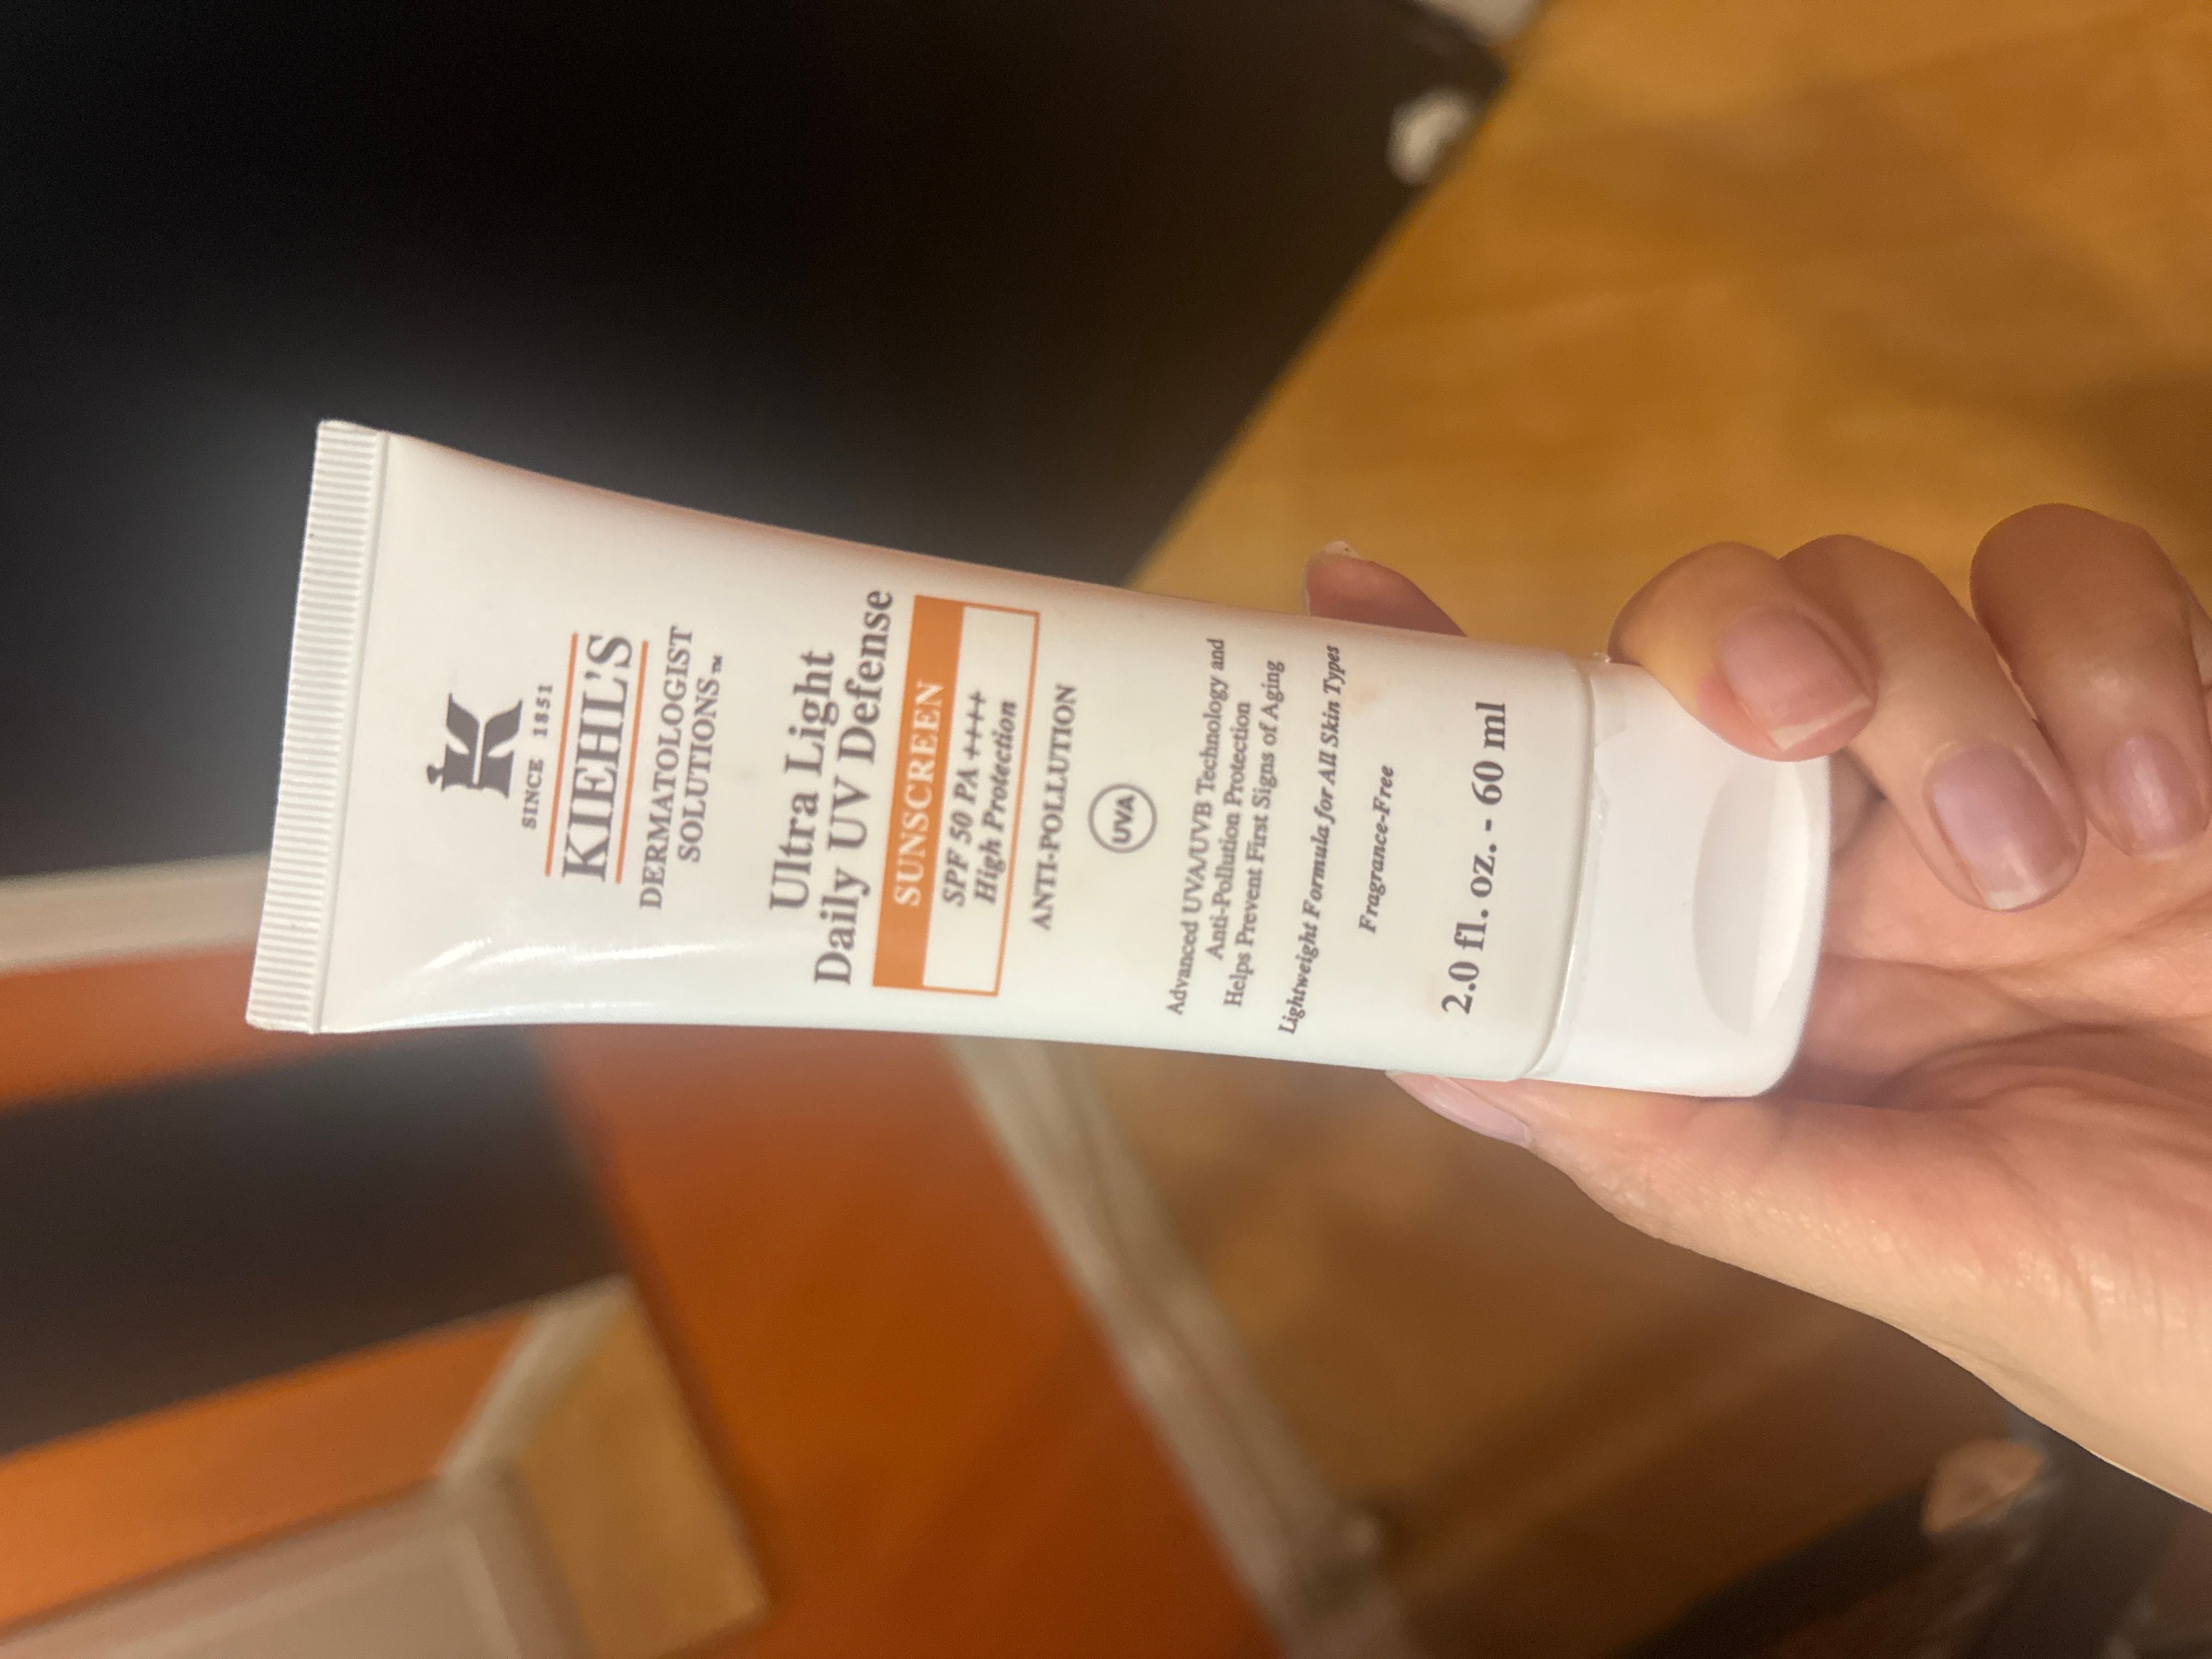 K
SINCE 1851
KIEHL'S
DERMATOLOGIST
SOLUTIONS™
Ultra Light
Daily UV Defense
SUNSCREEN
SPF 50 PA ++++
High Protection
ANTI-POLLUTION
UVA
Advanced UVA/UVB Technology and
Anti-Pollution Protection
Helps Prevent First Signs of Aging
Lightweight Formula for All Skin Types
Fragrance-Free
2.0 fl. oz. - 60 ml